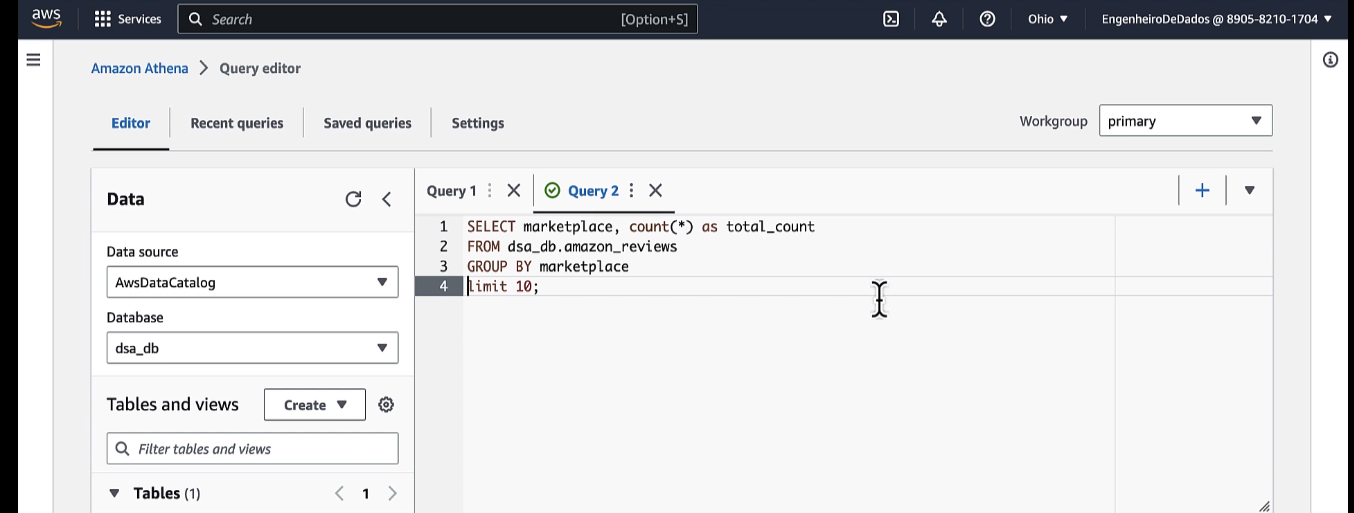 aws
Services
Search
[Option+S]
Ohio
EngenheiroDeDados @ 8905-8210-1704
Amazon Athena > Query editor
Editor
Recent queries
Saved queries
Settings
Workgroup
primary
Data
Data source
AwsDataCatalog
Database
dsa_db
Tables and views
Create
Filter tables and views
Tables (1)
< 1 >
Query 1
Query 2
1 SELECT marketplace, count(*) as total_count
2 FROM dsa_db.amazon_reviews
3 GROUP BY marketplace
4 limit 10;